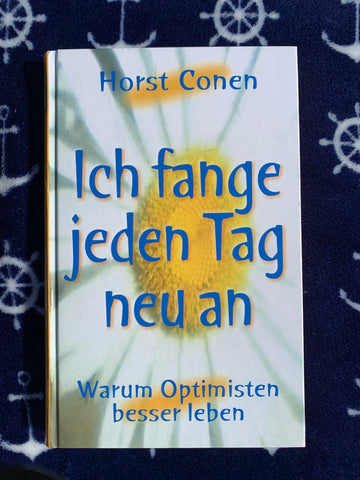 Horst Conen
Ich fange
jeden Tag
neu an
Warum Optimisten
besser leben